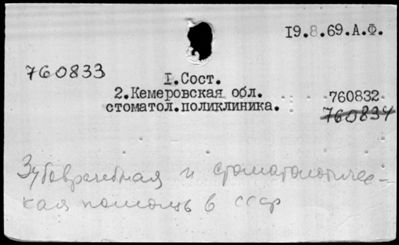 19.8.69.А.Ф.
760833
I.Сост.
2.Кемеровская обл.
стоматол.поликлиника.
760832
760834
Зубоврачебная и стоматологичес-
кая помощь в СССР